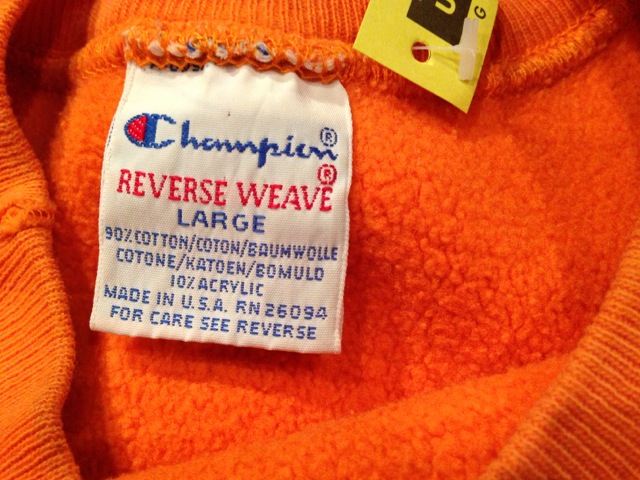 Champion®
REVERSE WEAVE®
LARGE
90% COTTON/COTON/BAUMWOLLE
COTONE/KATOEN/BOMULD
10% ACRYLIC
MADE IN U.S.A. RN 26094
FOR CARE SEE REVERSE
U
G